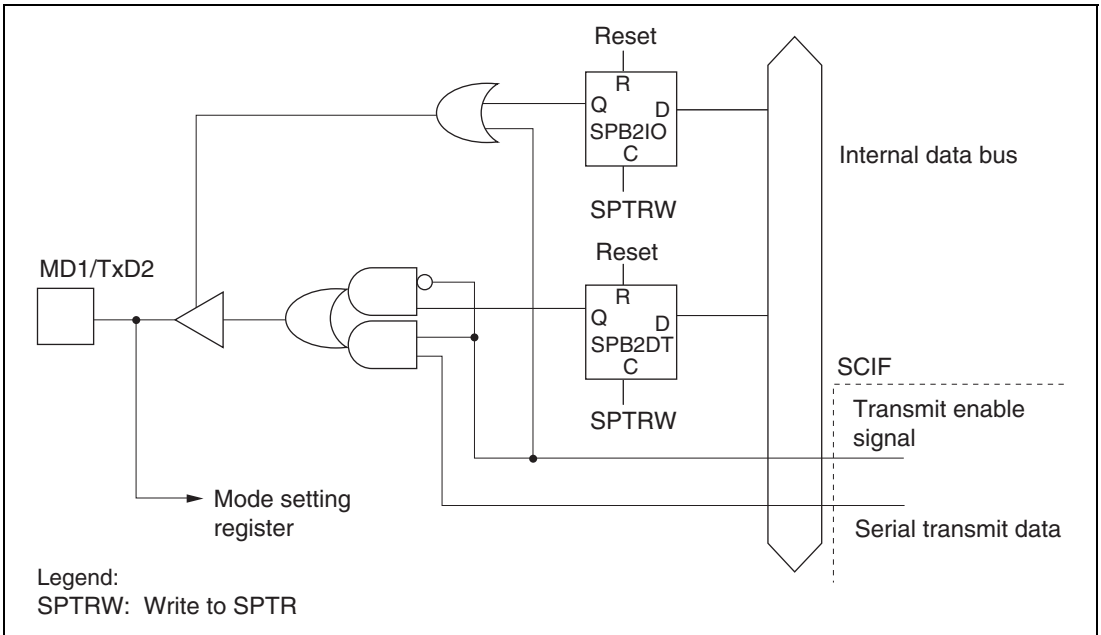 Reset
R
Q
D
SPB2IO
C
SPTRW
Internal data bus
Reset
MD1/TxD2
R
Q
D
SPB2DT
C
SPTRW
SCIF
Transmit enable
signal
Mode setting
register
Serial transmit data
Legend:
SPTRW: Write to SPTR